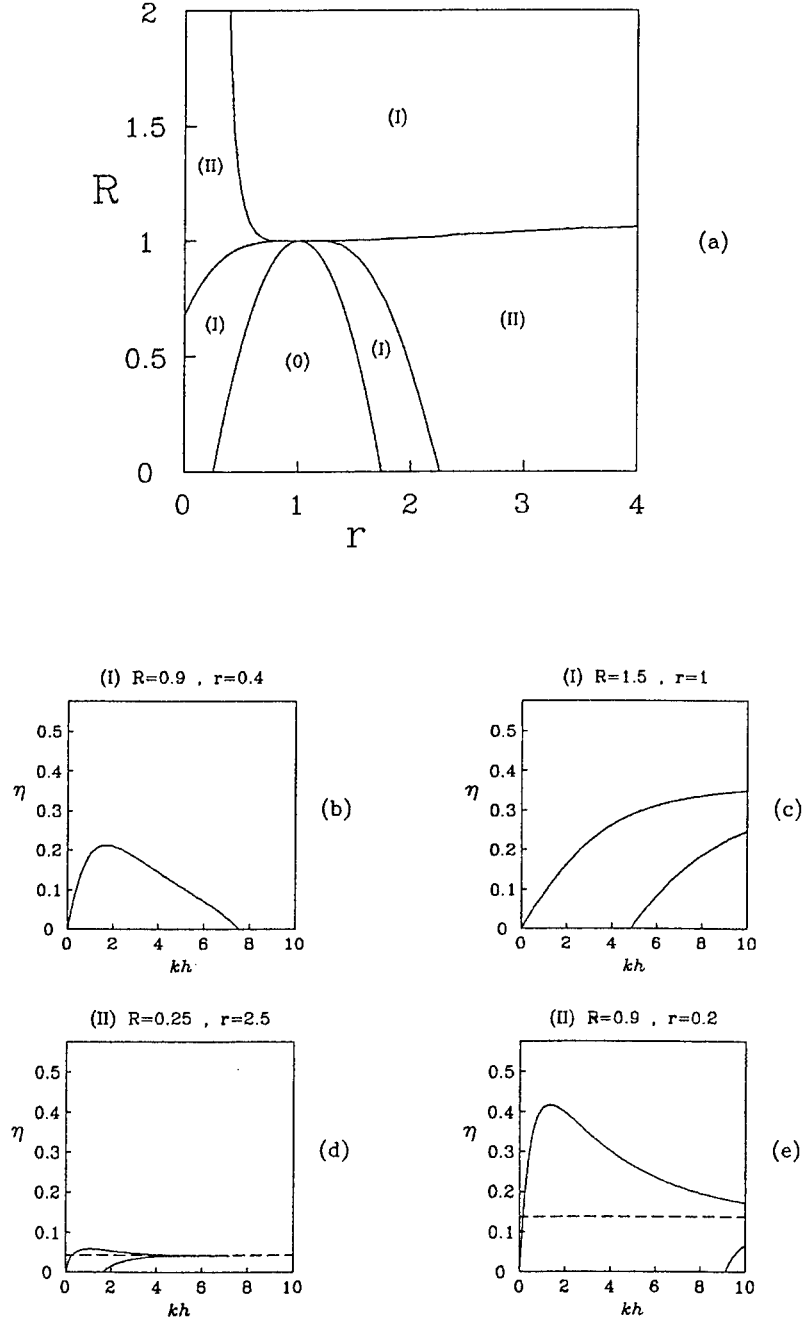 2
1.5
(I)
(II)
R
(a)
1
(I)
(II)
(I)
0.5
(0)
0
0 1 2 3 4
r
(I) R=0.9 , r=0.4
0.5
0.4
η
0.3
(b)
0.2
0.1
0
0 2 4 6 8 10
kh
(I) R=1.5 , r=1
0.5
0.4
η
0.3
(c)
0.2
0.1
0
0 2 4 6 8 10
kh
(II) R=0.25 , r=2.5
0.5
0.4
η
0.3
(d)
0.2
0.1
0
0 2 4 6 8 10
kh
(II) R=0.9 , r=0.2
0.5
0.4
η
0.3
(e)
0.2
0.1
0
0 2 4 6 8 10
kh